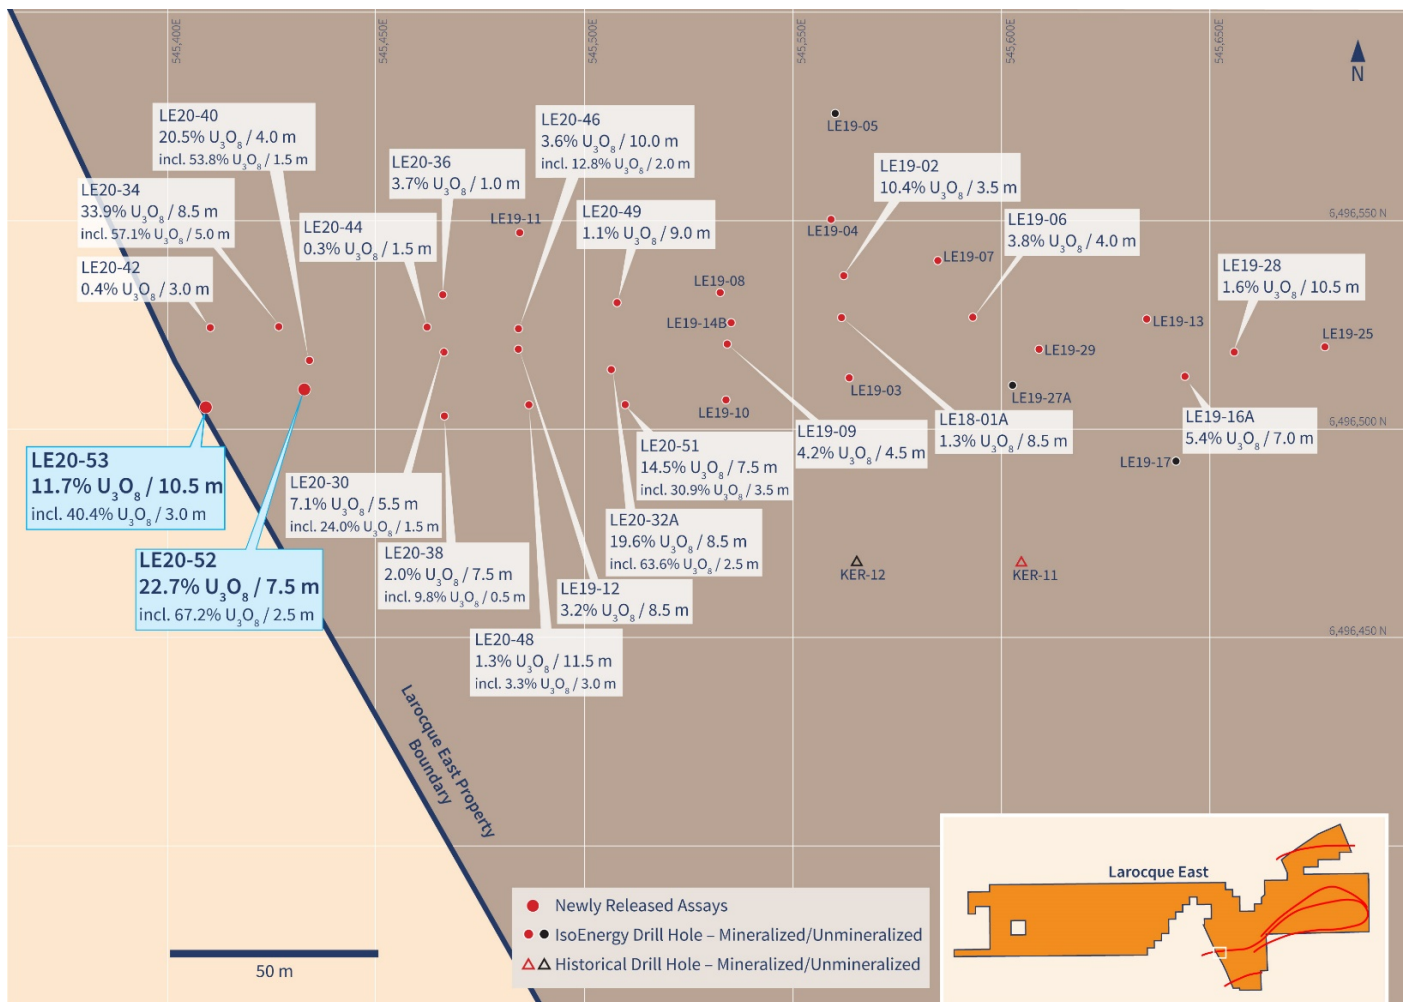 545,400E
545,450E
545,500E
545,550E
545,600E
545,650E
N
LE20-40
20.5% U₃O₈ / 4.0 m
incl. 53.8% U₃O₈ / 1.5 m
LE20-46
3.6% U₃O₈ / 10.0 m
incl. 12.8% U₃O₈ / 2.0 m
LE19-05
LE20-36
3.7% U₃O₈ / 1.0 m
LE19-02
10.4% U₃O₈ / 3.5 m
LE20-34
33.9% U₃O₈ / 8.5 m
incl. 57.1% U₃O₈ / 5.0 m
LE20-44
0.3% U₃O₈ / 1.5 m
LE19-11
LE20-49
1.1% U₃O₈ / 9.0 m
LE19-04
LE19-06
3.8% U₃O₈ / 4.0 m
6,496,550 N
LE20-42
0.4% U₃O₈ / 3.0 m
LE19-07
LE19-28
1.6% U₃O₈ / 10.5 m
LE19-08
LE19-14B
LE19-13
LE19-25
LE19-29
LE19-03
LE19-27A
LE19-10
LE19-09
4.2% U₃O₈ / 4.5 m
LE18-01A
1.3% U₃O₈ / 8.5 m
LE19-16A
5.4% U₃O₈ / 7.0 m
6,496,500 N
LE20-53
11.7% U₃O₈ / 10.5 m
incl. 40.4% U₃O₈ / 3.0 m
LE20-51
14.5% U₃O₈ / 7.5 m
incl. 30.9% U₃O₈ / 3.5 m
LE19-17
LE20-30
7.1% U₃O₈ / 5.5 m
incl. 24.0% U₃O₈ / 1.5 m
LE20-32A
19.6% U₃O₈ / 8.5 m
incl. 63.6% U₃O₈ / 2.5 m
LE20-52
22.7% U₃O₈ / 7.5 m
incl. 67.2% U₃O₈ / 2.5 m
LE20-38
2.0% U₃O₈ / 7.5 m
incl. 9.8% U₃O₈ / 0.5 m
KER-12
KER-11
LE19-12
3.2% U₃O₈ / 8.5 m
LE20-48
1.3% U₃O₈ / 11.5 m
incl. 3.3% U₃O₈ / 3.0 m
6,496,450 N
Larocque East Property
Boundary
Larocque East
Newly Released Assays
IsoEnergy Drill Hole – Mineralized/Unmineralized
Historical Drill Hole – Mineralized/Unmineralized
50 m